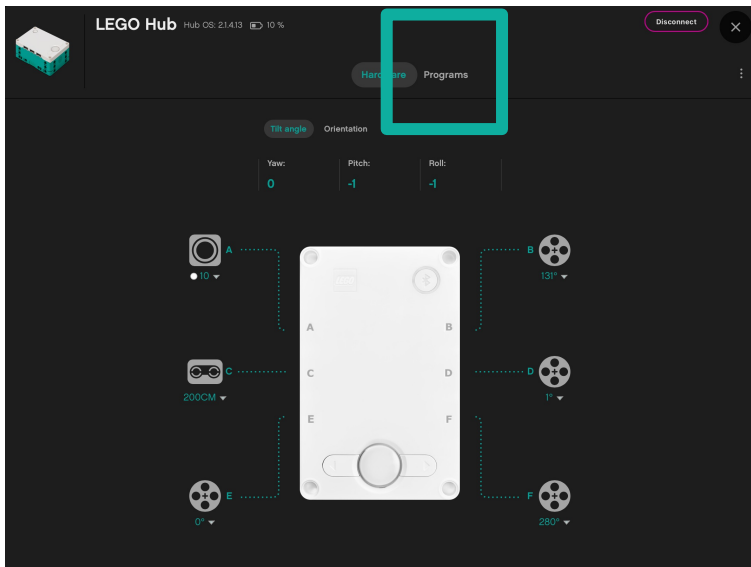 LEGO Hub Hub OS: 2.1.4.13 10 %
Disconnect
Hardware Programs
Tilt angle Orientation
Yaw: Pitch: Roll:
0 -1 -1
A B
10 131°
A B
C C D D
200CM 1°
E F
E F
0° 280°